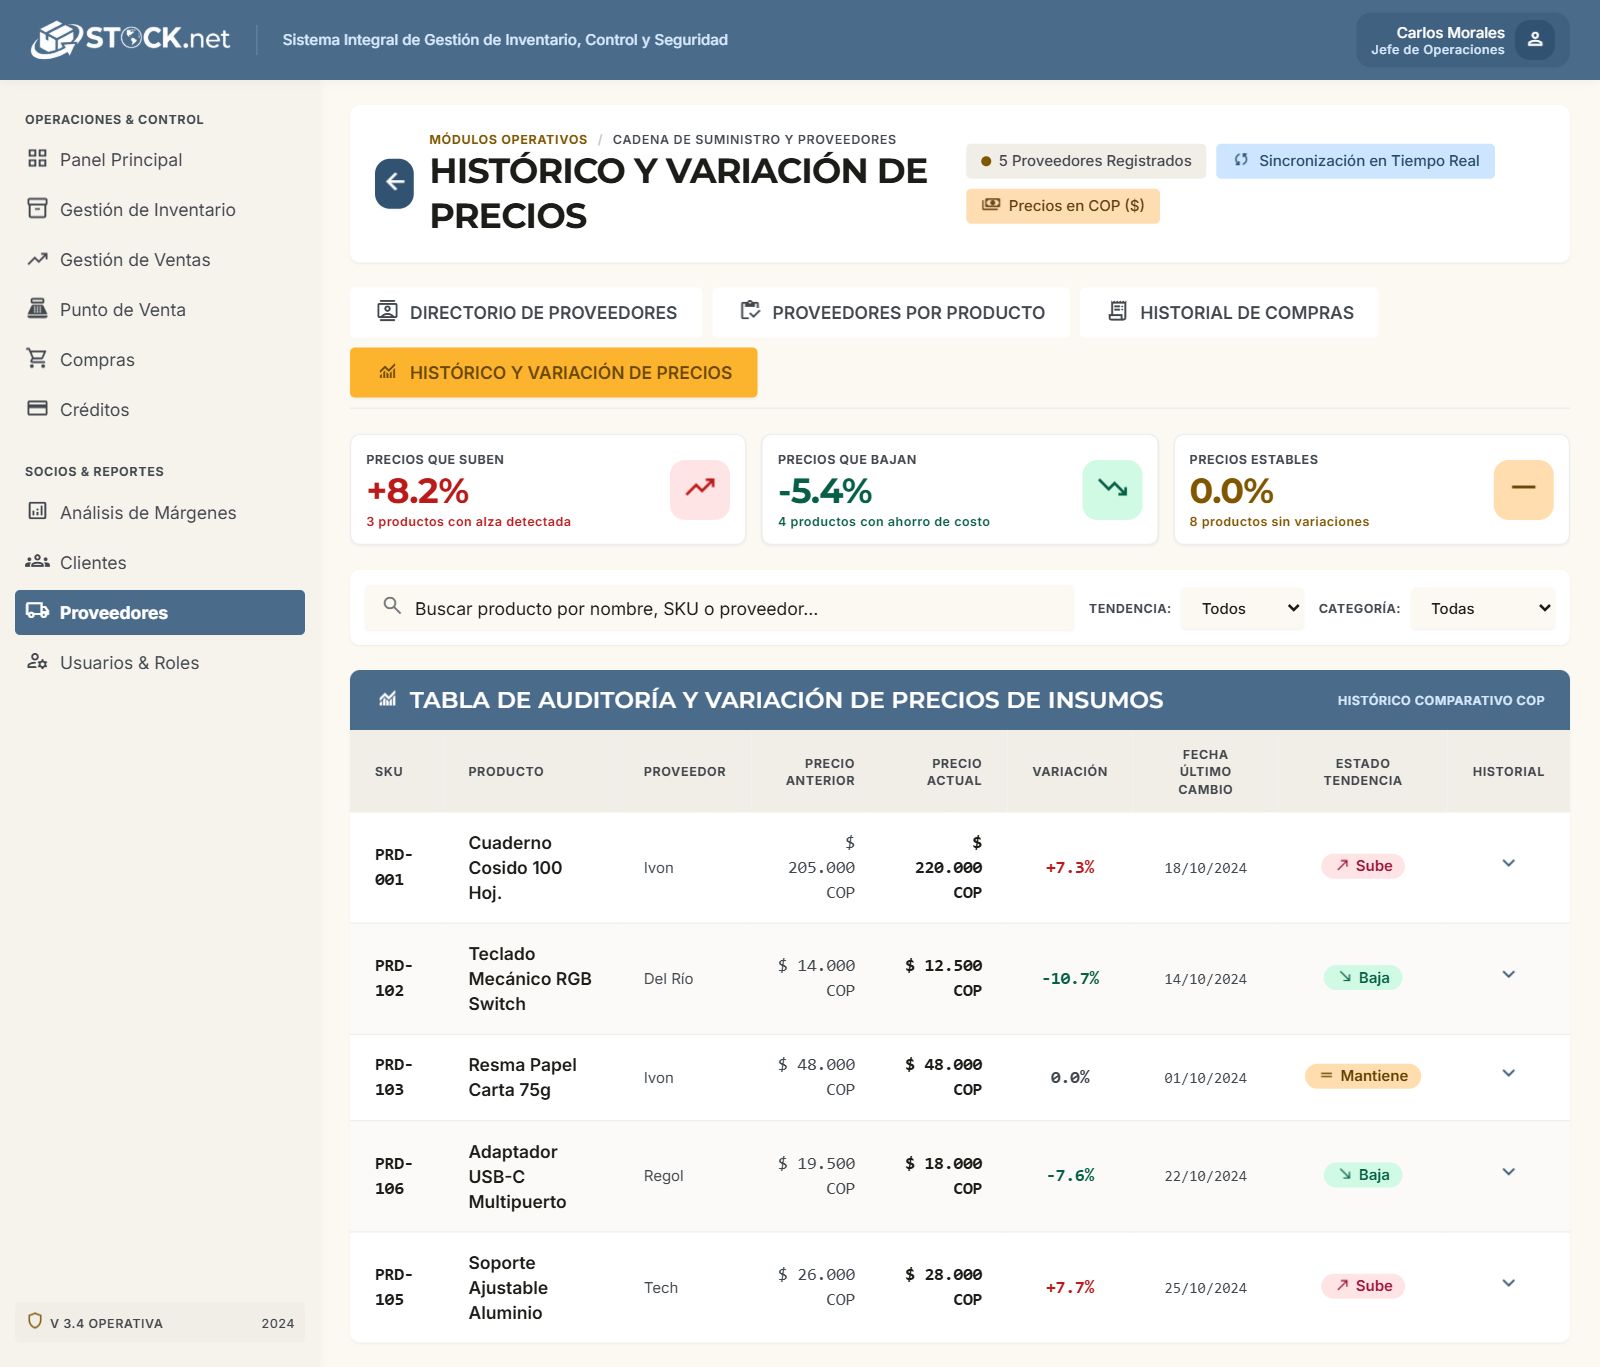 STOCK.net
Sistema Integral de Gestión de Inventario, Control y Seguridad
Carlos Morales
Jefe de Operaciones
OPERACIONES & CONTROL
Panel Principal
Gestión de Inventario
Gestión de Ventas
Punto de Venta
Compras
Créditos
SOCIOS & REPORTES
Análisis de Márgenes
Clientes
Proveedores
Usuarios & Roles
V 3.4 OPERATIVA 2024
MÓDULOS OPERATIVOS / CADENA DE SUMINISTRO Y PROVEEDORES
HISTÓRICO Y VARIACIÓN DE
PRECIOS
5 Proveedores Registrados
Sincronización en Tiempo Real
Precios en COP ($)
DIRECTORIO DE PROVEEDORES
PROVEEDORES POR PRODUCTO
HISTORIAL DE COMPRAS
HISTÓRICO Y VARIACIÓN DE PRECIOS
PRECIOS QUE SUBEN
+8.2%
3 productos con alza detectada
PRECIOS QUE BAJAN
-5.4%
4 productos con ahorro de costo
PRECIOS ESTABLES
0.0%
8 productos sin variaciones
Buscar producto por nombre, SKU o proveedor...
TENDENCIA: Todos
CATEGORÍA: Todas
TABLA DE AUDITORÍA Y VARIACIÓN DE PRECIOS DE INSUMOS
HISTÓRICO COMPARATIVO COP
SKU
PRODUCTO
PROVEEDOR
PRECIO
ANTERIOR
PRECIO
ACTUAL
VARIACIÓN
FECHA
ÚLTIMO
CAMBIO
ESTADO
TENDENCIA
HISTORIAL
PRD-
001
Cuaderno
Cosido 100
Hoj.
Ivon
$
205.000
COP
$
220.000
COP
+7.3%
18/10/2024
Sube
PRD-
102
Teclado
Mecánico RGB
Switch
Del Río
$ 14.000
COP
$ 12.500
COP
-10.7%
14/10/2024
Baja
PRD-
103
Resma Papel
Carta 75g
Ivon
$ 48.000
COP
$ 48.000
COP
0.0%
01/10/2024
Mantiene
PRD-
106
Adaptador
USB-C
Multipuerto
Regol
$ 19.500
COP
$ 18.000
COP
-7.6%
22/10/2024
Baja
PRD-
105
Soporte
Ajustable
Aluminio
Tech
$ 26.000
COP
$ 28.000
COP
+7.7%
25/10/2024
Sube